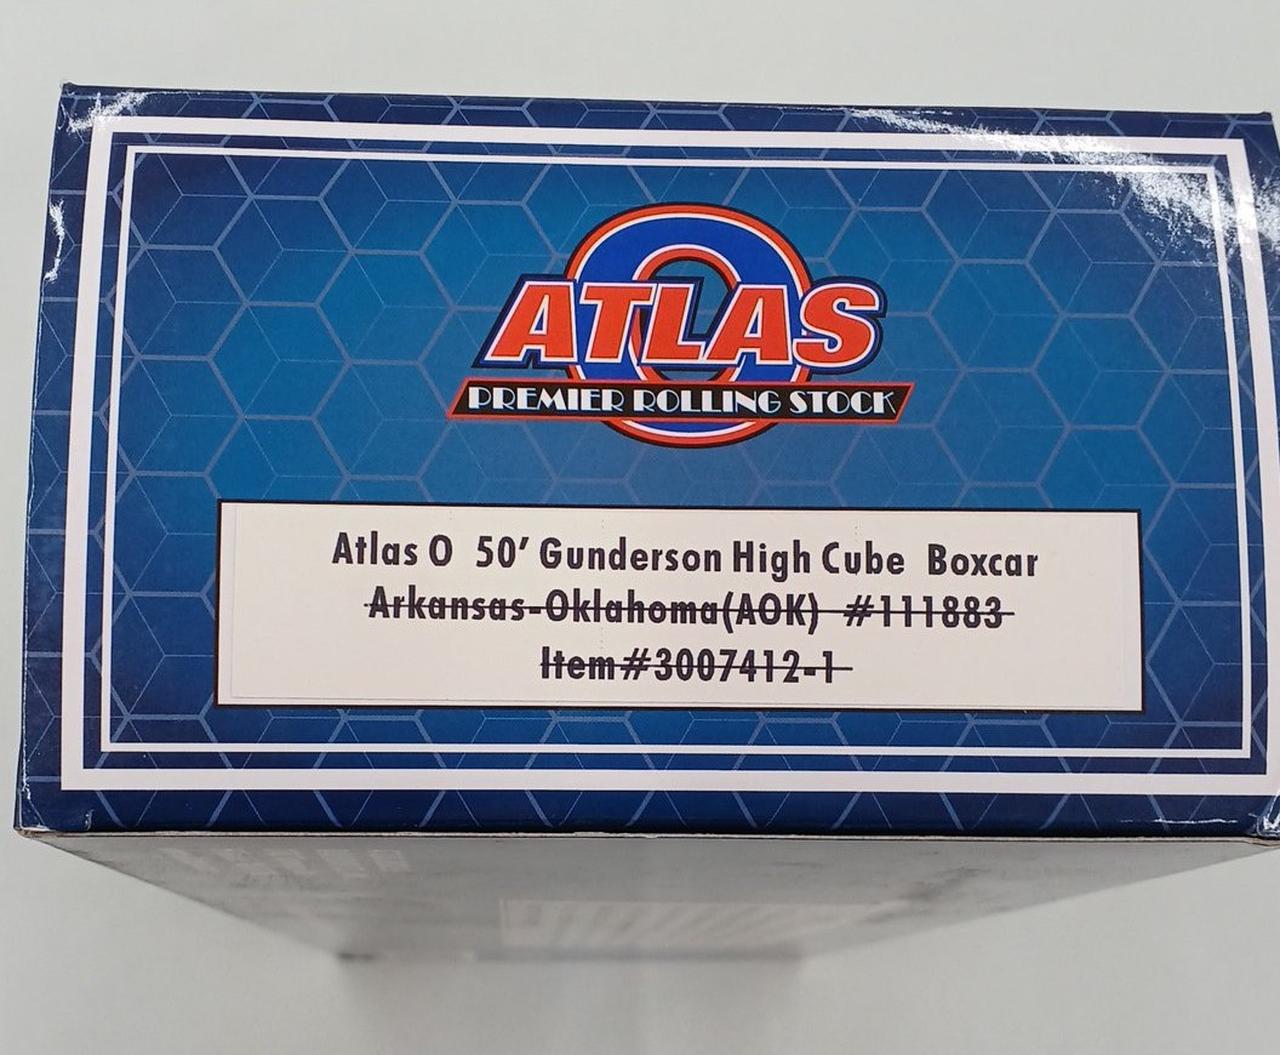 O
ATLAS
PREMIER ROLLING STOCK
Atlas O 50' Gunderson High Cube Boxcar
Arkansas-Oklahoma(AOK) #111883
Item#3007412-1